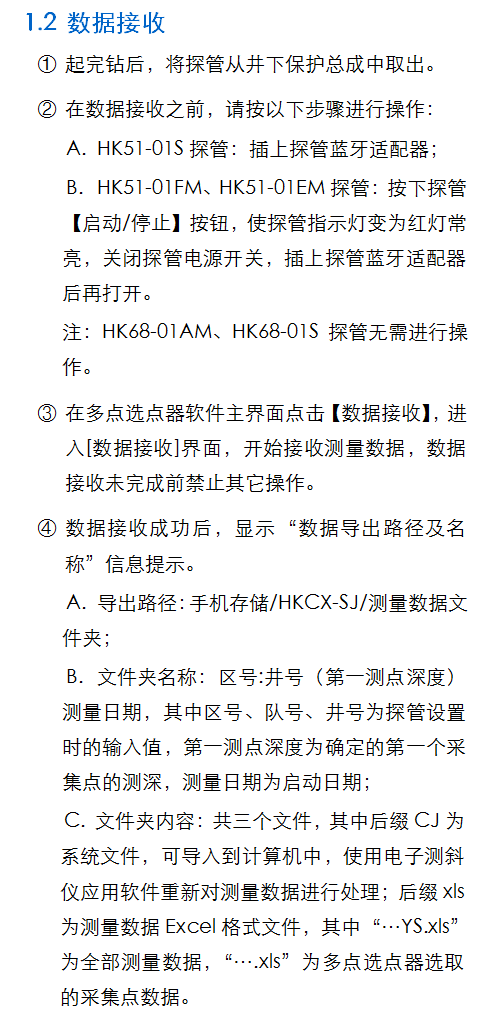 1.2 数据接收
① 起完钻后，将探管从井下保护总成中取出。
② 在数据接收之前，请按以下步骤进行操作：
A. HK51-01S 探管：插上探管蓝牙适配器；
B. HK51-01FM、HK51-01EM 探管：按下探管
【启动/停止】按钮，使探管指示灯变为红灯常
亮，关闭探管电源开关，插上探管蓝牙适配器
后再打开。
注：HK68-01AM、HK68-01S 探管无需进行操
作。
③ 在多点选点器软件主界面点击【数据接收】，进
入[数据接收]界面，开始接收测量数据，数据
接收未完成前禁止其它操作。
④ 数据接收成功后，显示“数据导出路径及名
称”信息提示。
A. 导出路径：手机存储/HKCX-SJ/测量数据文
件夹；
B. 文件夹名称：区号:井号（第一测点深度）
测量日期，其中区号、队号、井号为探管设置
时的输入值，第一测点深度为确定的第一个采
集点的测深，测量日期为启动日期；
C. 文件夹内容：共三个文件，其中后缀 CJ 为
系统文件，可导入到计算机中，使用电子测斜
仪应用软件重新对测量数据进行处理；后缀 xls
为测量数据 Excel 格式文件，其中“…YS.xls”
为全部测量数据，“….xls”为多点选点器选取
的采集点数据。